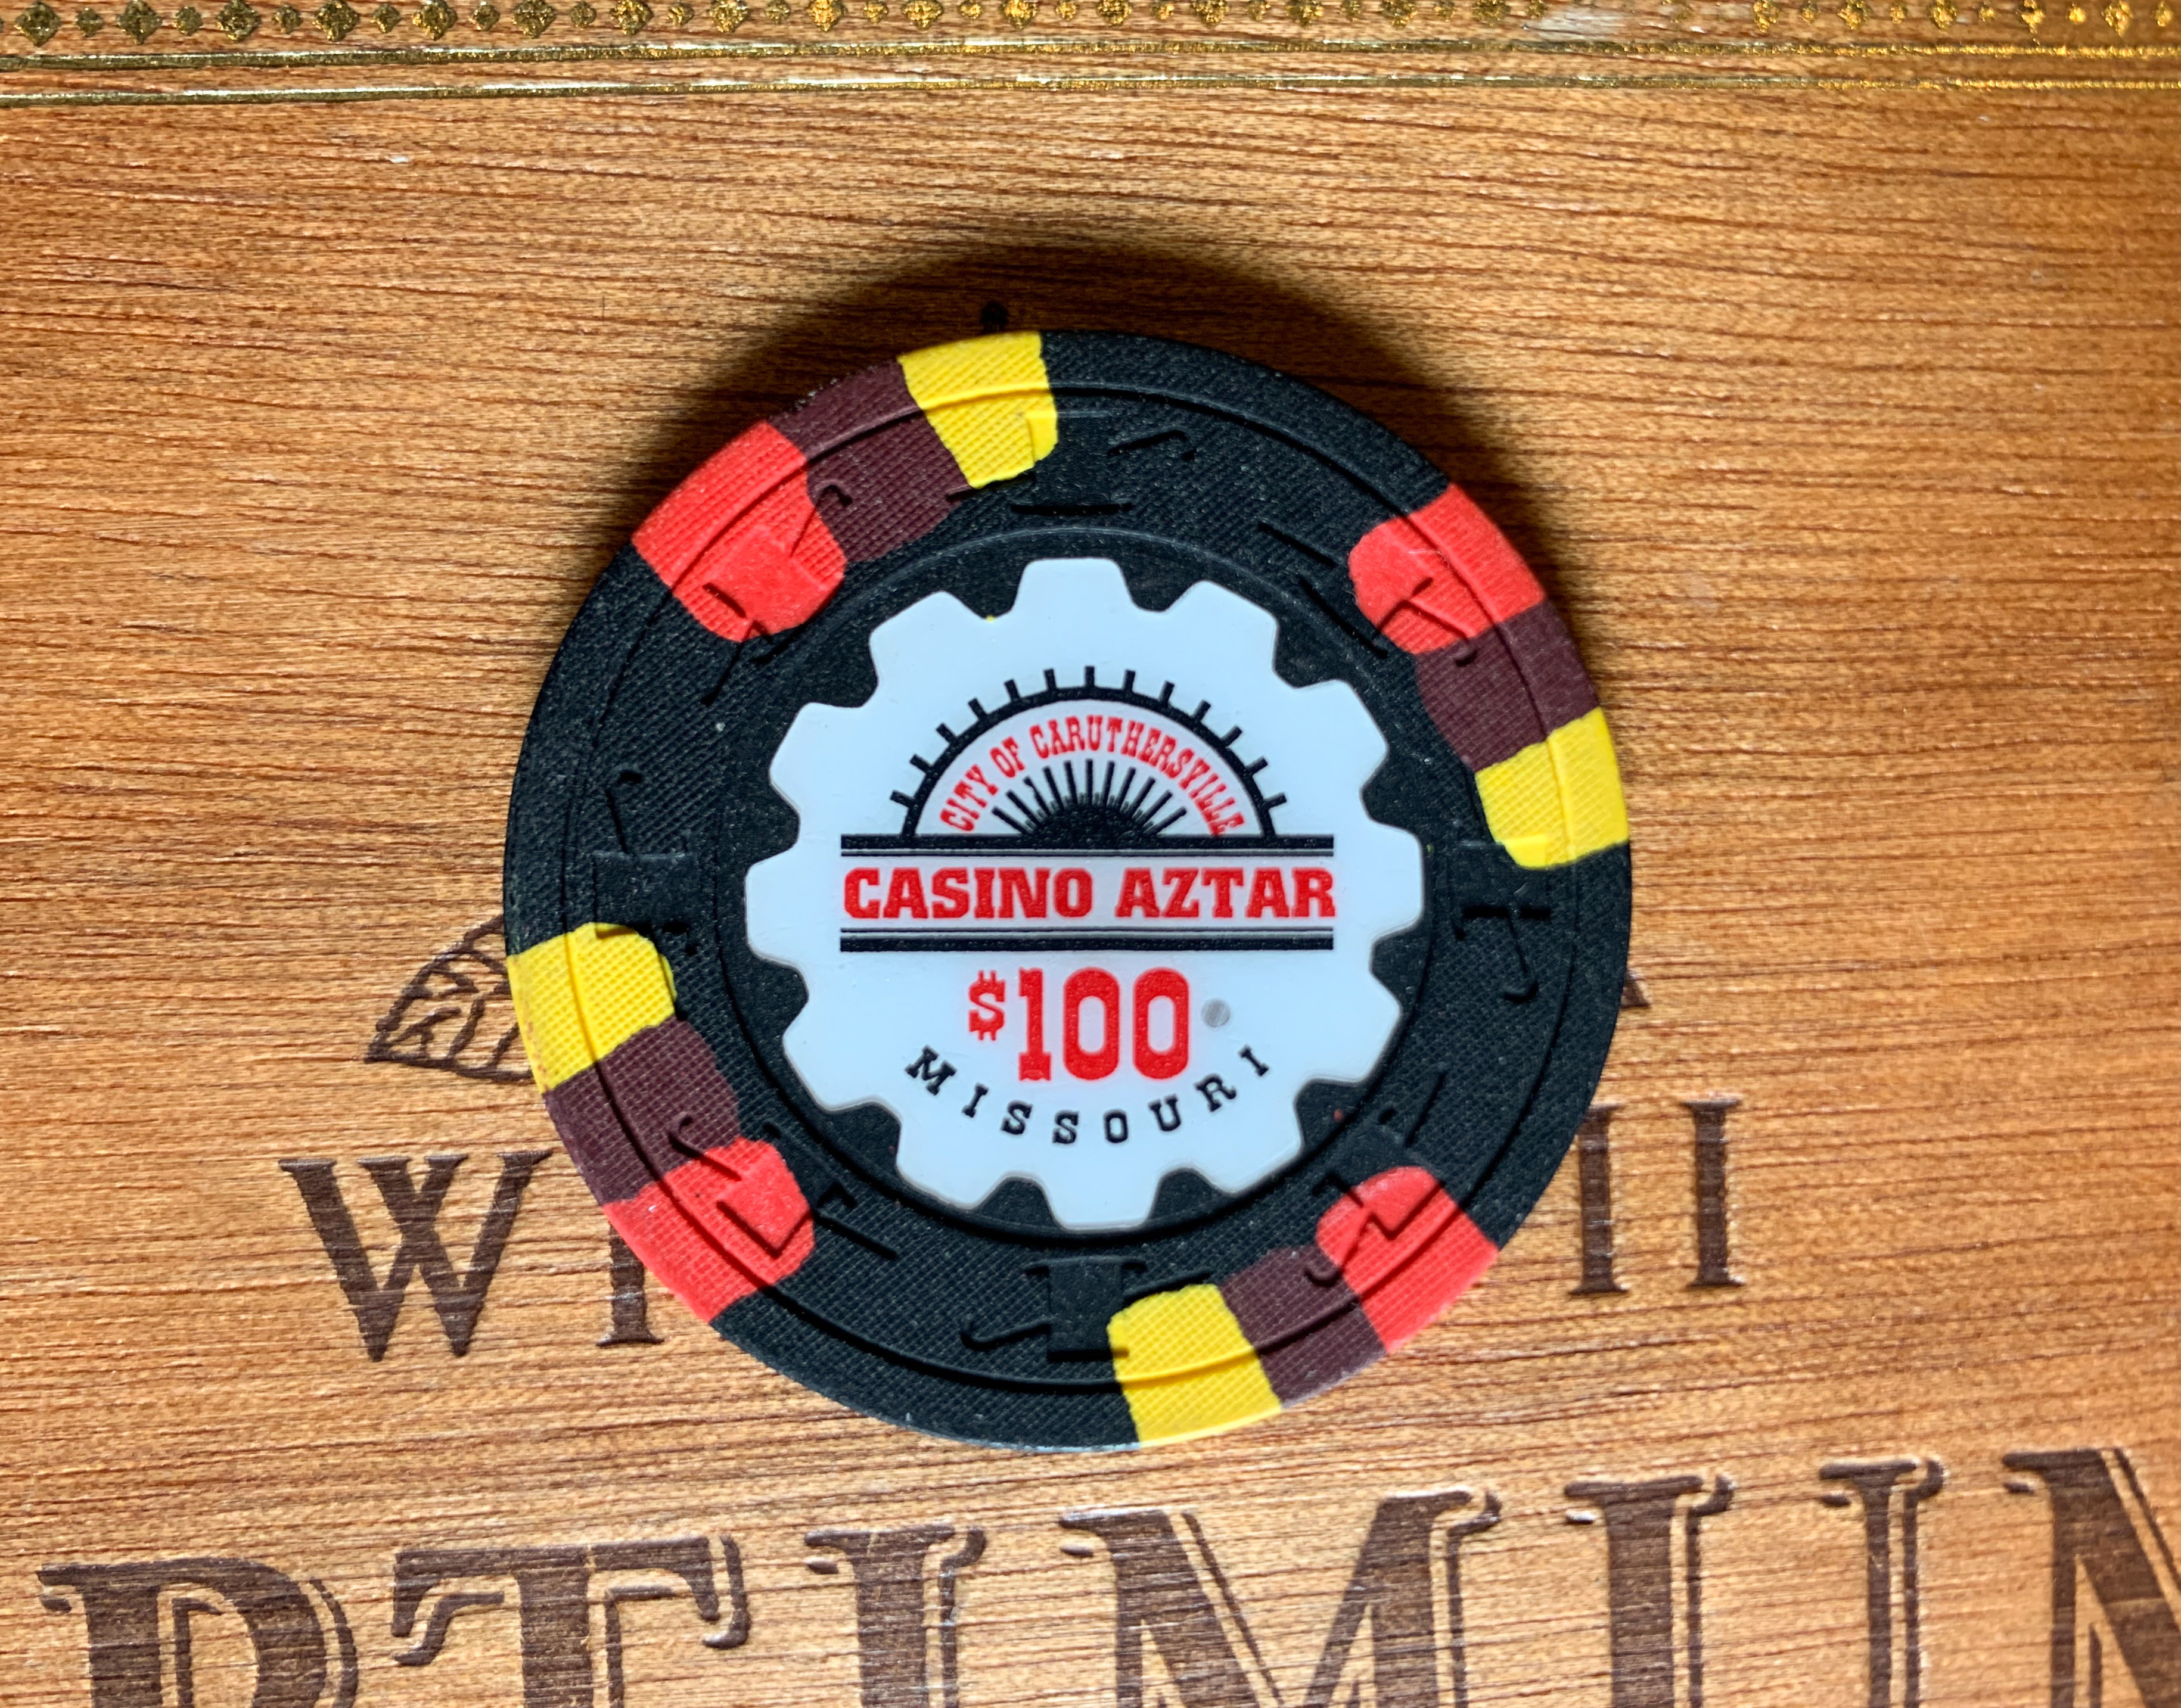 CITY OF CARUTHERSVILLE
CASINO AZTAR
$100
MISSOURI